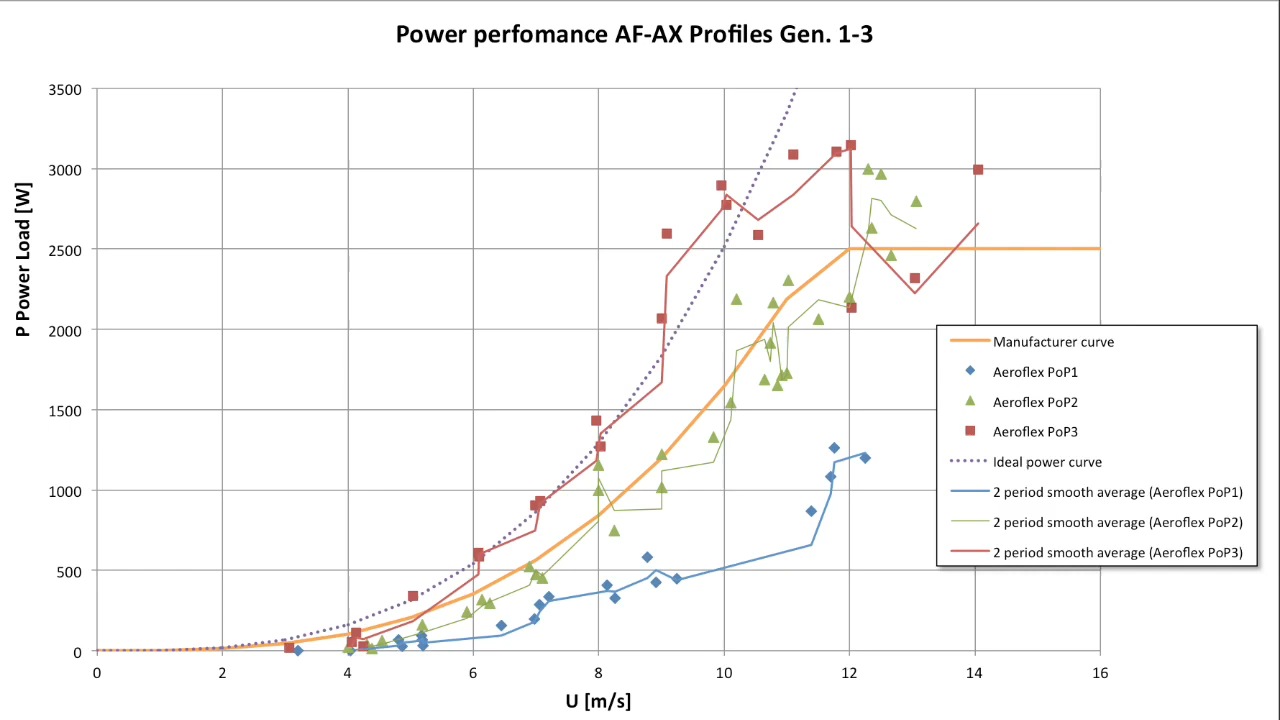 Power perfomance AF-AX Profiles Gen. 1-3
3500
3000
2500
2000
1500
1000
500
0
P Power Load [W]
0 2 4 6 8 10 12 14 16
U [m/s]
Manufacturer curve
Aeroflex PoP1
Aeroflex PoP2
Aeroflex PoP3
Ideal power curve
2 period smooth average (Aeroflex PoP1)
2 period smooth average (Aeroflex PoP2)
2 period smooth average (Aeroflex PoP3)